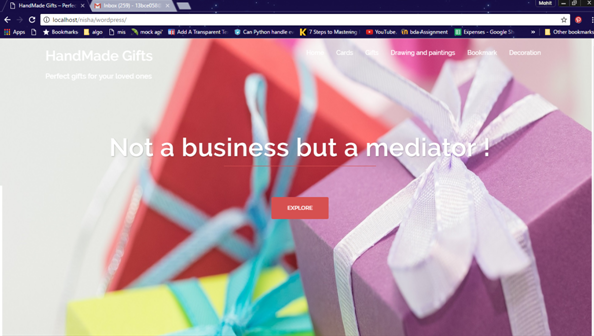 HandMade Gifts – Perfe
Inbox (259) - 13bce058
Mohit
localhost/nisha/wordpress/
Apps
Bookmarks
algo
mis
mock api
Add A Transparent T
Can Python handle e
7 Steps to Mastering
YouTube
bda-Assignment
Expenses - Google Sh
Other bookmarks
HandMade Gifts
Cards
Gifts
Drawing and paintings
Bookmark
Decoration
Perfect gifts for your loved ones
Not a business but a mediator !
EXPLORE